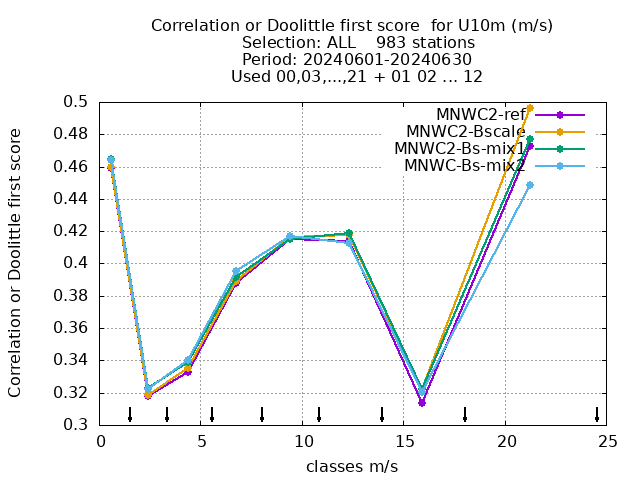 Correlation or Doolittle first score  for U10m (m/s)
Selection: ALL    983 stations
Period: 20240601-20240630
Used 00,03,...,21 + 01 02 ... 12
Correlation or Doolittle first score
0.5
0.48
0.46
0.44
0.42
0.4
0.38
0.36
0.34
0.32
0.3
MNWC2-ref
MNWC2-Bscale
MNWC2-Bs-mix1
MNWC-Bs-mix2
0 5 10 15 20 25
classes m/s